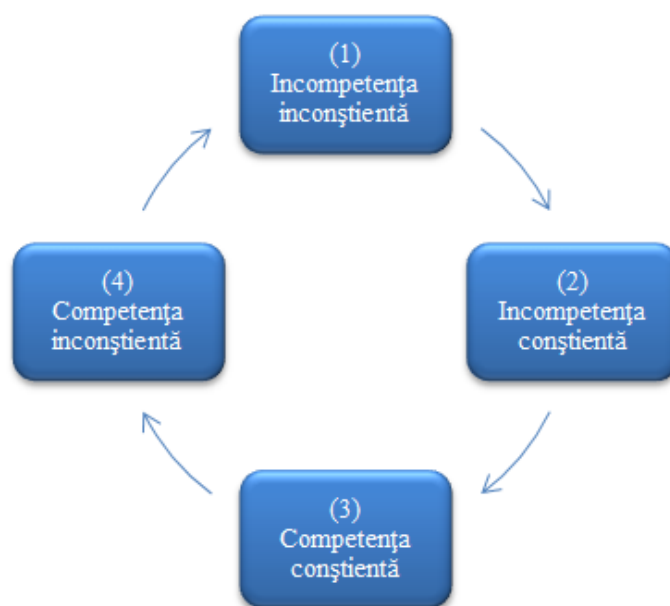 (1)
Incompetenţa
inconştientă
(2)
Incompetenţa
conştientă
(3)
Competenţa
conştientă
(4)
Competenţa
inconştientă